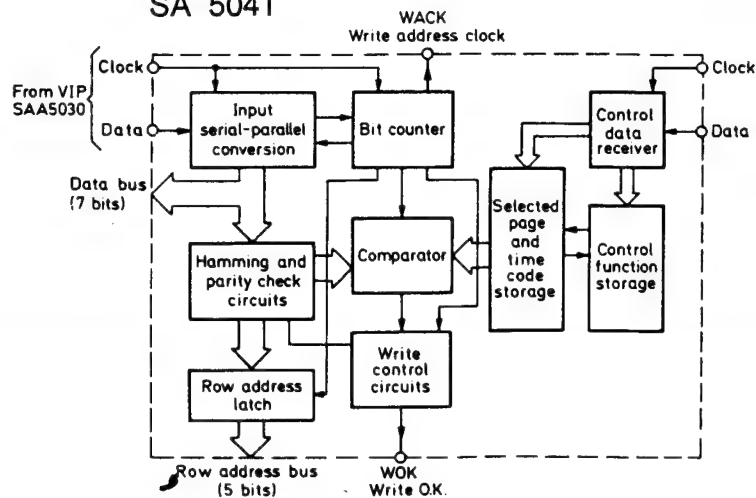 SA 5041
WACK
Write address clock
Clock
From VIP
SAA5030
Data
Input
serial-parallel
conversion
Bit counter
Control
data
receiver
Clock
Data
Data bus
(7 bits)
Hamming and
parity check
circuits
Comparator
Selected
page
and
time
code
storage
Control
function
storage
Row address
latch
Write
control
circuits
Row address bus
(5 bits)
WOK
Write O.K.